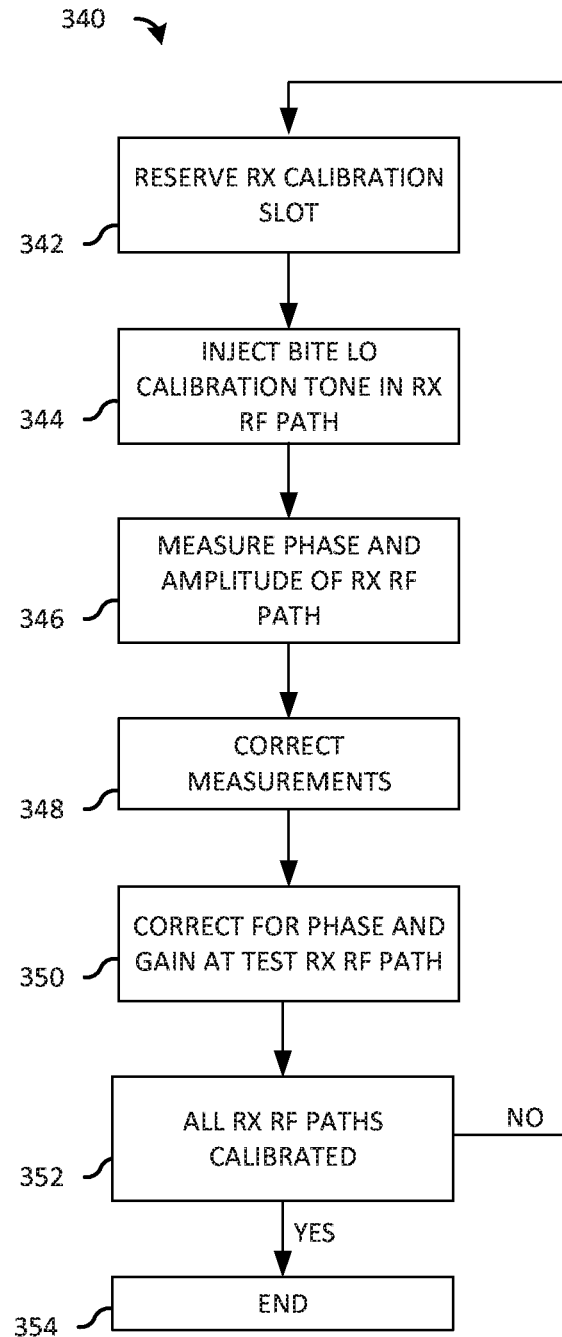 340
RESERVE RX CALIBRATION
SLOT
342
INJECT BITE LO
CALIBRATION TONE IN RX
RF PATH
344
MEASURE PHASE AND
AMPLITUDE OF RX RF
PATH
346
CORRECT
MEASUREMENTS
348
CORRECT FOR PHASE AND
GAIN AT TEST RX RF PATH
350
ALL RX RF PATHS
CALIBRATED
NO
352
YES
END
354